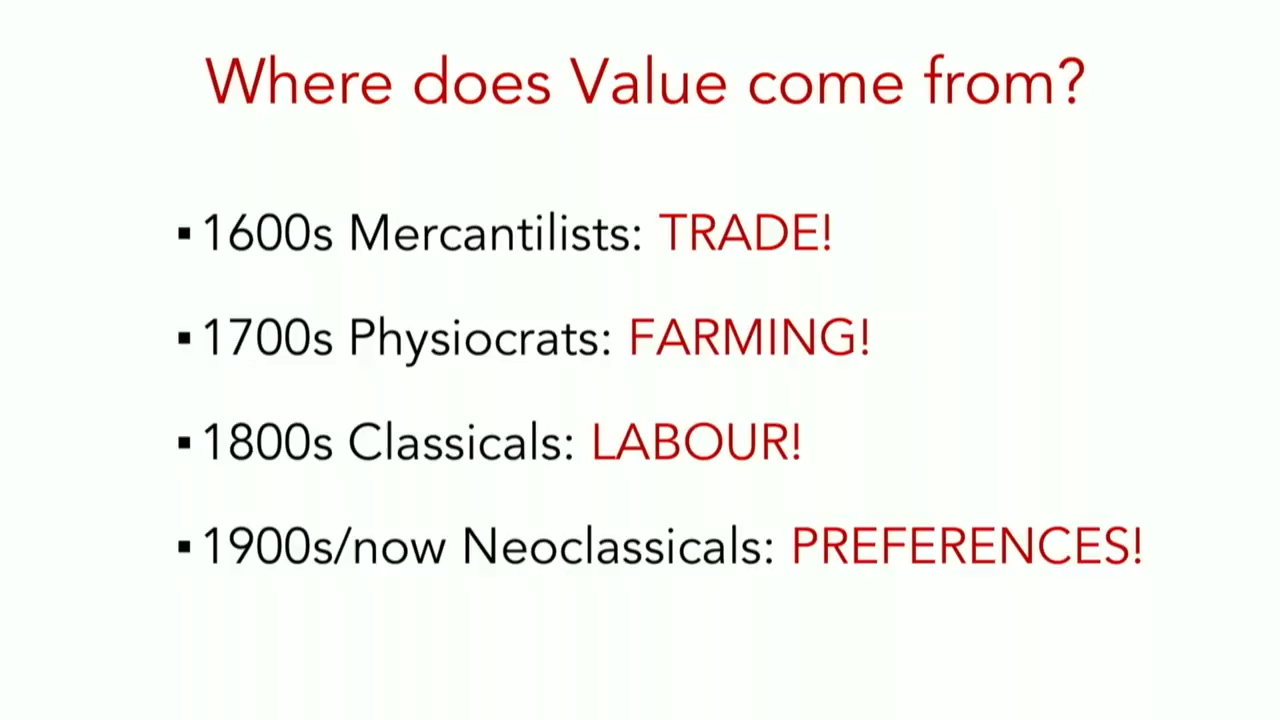 Where does Value come from?
▪ 1600s Mercantilists: TRADE!
▪ 1700s Physiocrats: FARMING!
▪ 1800s Classicals: LABOUR!
▪ 1900s/now Neoclassicals: PREFERENCES!